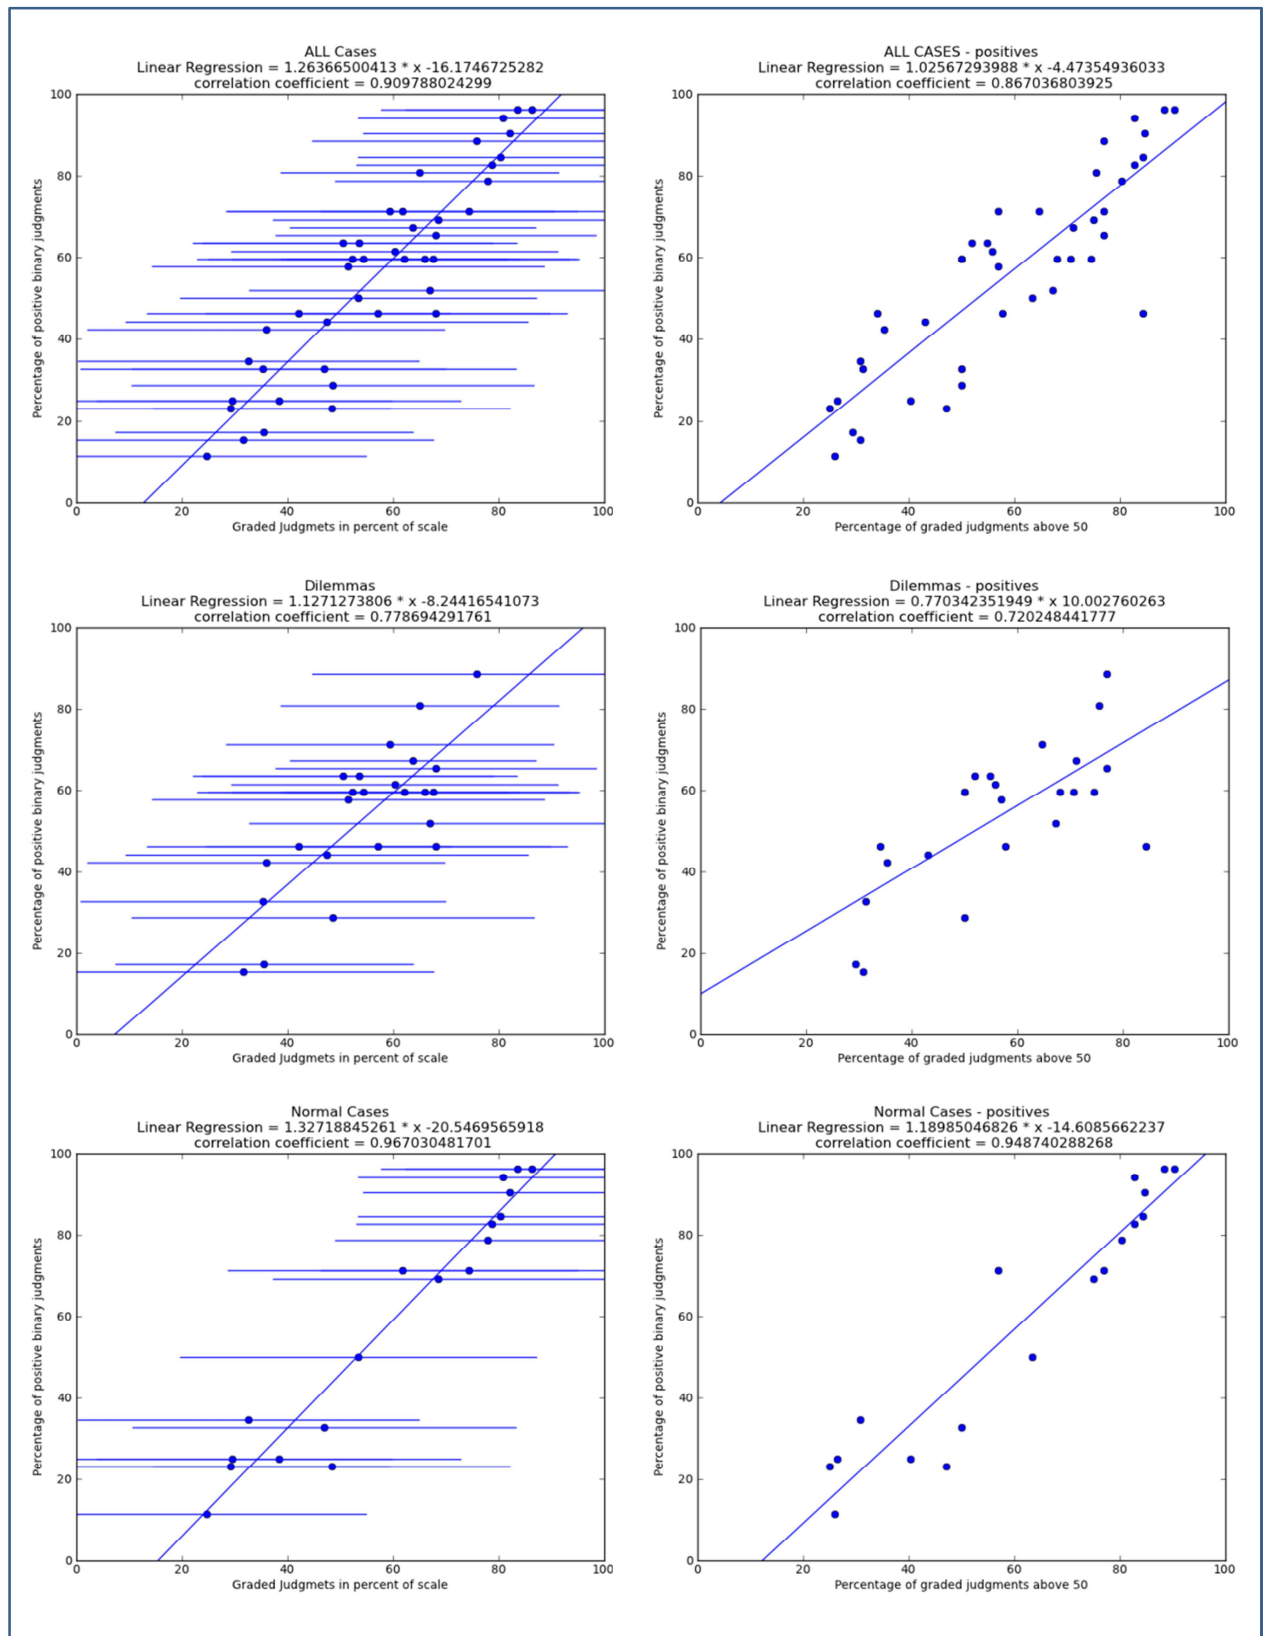 ALL Cases
Linear Regression = 1.26366500413 * x -16.1746725282
correlation coefficient = 0.909788024299
100
80
60
40
20
0
Percentage of positive binary judgments
0 20 40 60 80 100
Graded Judgmets in percent of scale
ALL CASES - positives
Linear Regression = 1.02567293988 * x -4.47354936033
correlation coefficient = 0.867036803925
100
80
60
40
20
0
Percentage of positive binary judgments
0 20 40 60 80 100
Percentage of graded judgments above 50
Dilemmas
Linear Regression = 1.1271273806 * x -8.24416541073
correlation coefficient = 0.778694291761
100
80
60
40
20
0
Percentage of positive binary judgments
0 20 40 60 80 100
Graded Judgmets in percent of scale
Dilemmas - positives
Linear Regression = 0.770342351949 * x 10.002760263
correlation coefficient = 0.720248441777
100
80
60
40
20
0
Percentage of positive binary judgments
0 20 40 60 80 100
Percentage of graded judgments above 50
Normal Cases
Linear Regression = 1.32718845261 * x -20.5469565918
correlation coefficient = 0.967030481701
100
80
60
40
20
0
Percentage of positive binary judgments
0 20 40 60 80 100
Graded Judgmets in percent of scale
Normal Cases - positives
Linear Regression = 1.18985046826 * x -14.6085662237
correlation coefficient = 0.948740288268
100
80
60
40
20
0
Percentage of positive binary judgments
0 20 40 60 80 100
Percentage of graded judgments above 50